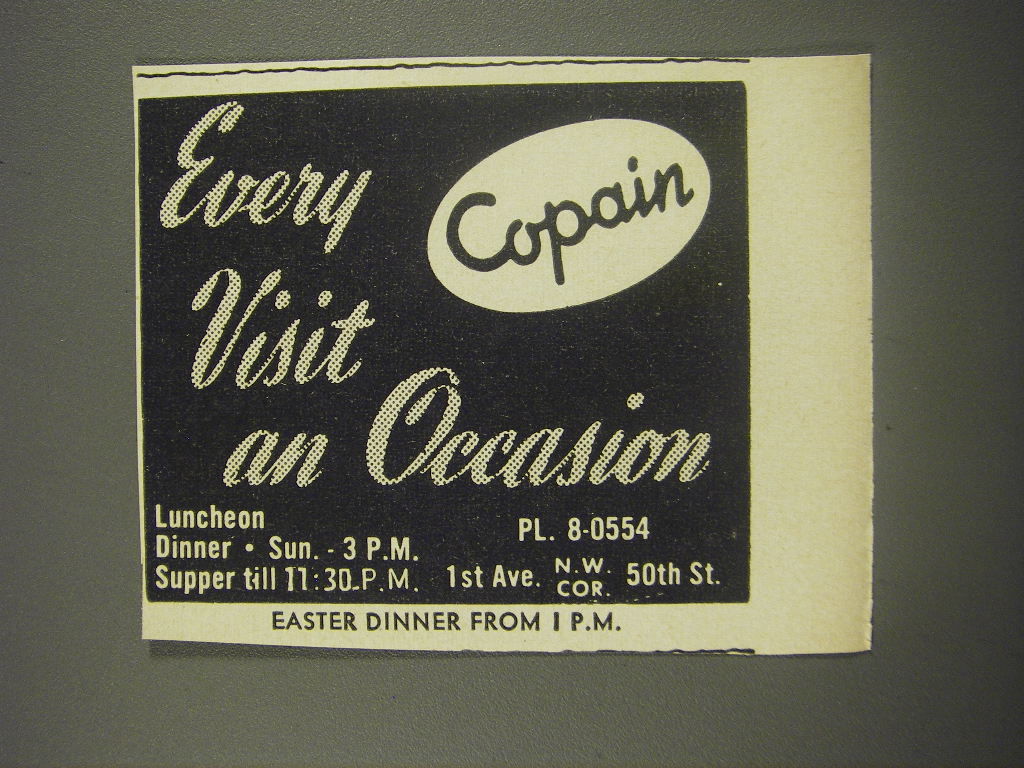 Every
Copain
Visit
an Occasion
Luncheon
Dinner • Sun. - 3 P.M.
Supper till 11:30 P.M.
PL. 8-0554
1st Ave. N.W. COR. 50th St.
EASTER DINNER FROM 1 P.M.